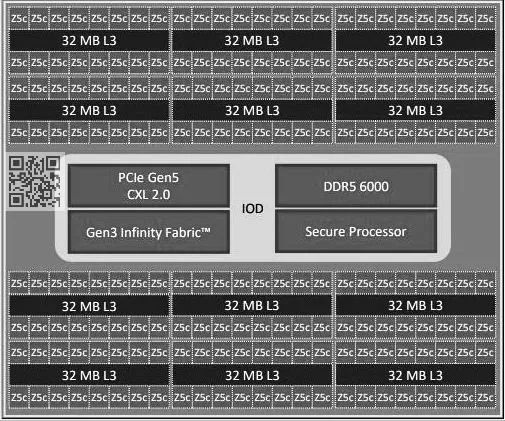 Z5c Z5c Z5c Z5c Z5c Z5c Z5c Z5c Z5c Z5c Z5c Z5c Z5c Z5c Z5c Z5c Z5c Z5c Z5c Z5c Z5c Z5c Z5c Z5c
32 MB L3 32 MB L3 32 MB L3
Z5c Z5c Z5c Z5c Z5c Z5c Z5c Z5c Z5c Z5c Z5c Z5c Z5c Z5c Z5c Z5c Z5c Z5c Z5c Z5c Z5c Z5c Z5c Z5c
Z5c Z5c Z5c Z5c Z5c Z5c Z5c Z5c Z5c Z5c Z5c Z5c Z5c Z5c Z5c Z5c Z5c Z5c Z5c Z5c Z5c Z5c Z5c Z5c
32 MB L3 32 MB L3 32 MB L3
Z5c Z5c Z5c Z5c Z5c Z5c Z5c Z5c Z5c Z5c Z5c Z5c Z5c Z5c Z5c Z5c Z5c Z5c Z5c Z5c Z5c Z5c Z5c Z5c
PCIe Gen5
CXL 2.0
Gen3 Infinity Fabric™
IOD
DDR5 6000
Secure Processor
Z5c Z5c Z5c Z5c Z5c Z5c Z5c Z5c Z5c Z5c Z5c Z5c Z5c Z5c Z5c Z5c Z5c Z5c Z5c Z5c Z5c Z5c Z5c Z5c
32 MB L3 32 MB L3 32 MB L3
Z5c Z5c Z5c Z5c Z5c Z5c Z5c Z5c Z5c Z5c Z5c Z5c Z5c Z5c Z5c Z5c Z5c Z5c Z5c Z5c Z5c Z5c Z5c Z5c
Z5c Z5c Z5c Z5c Z5c Z5c Z5c Z5c Z5c Z5c Z5c Z5c Z5c Z5c Z5c Z5c Z5c Z5c Z5c Z5c Z5c Z5c Z5c Z5c
32 MB L3 32 MB L3 32 MB L3
Z5c Z5c Z5c Z5c Z5c Z5c Z5c Z5c Z5c Z5c Z5c Z5c Z5c Z5c Z5c Z5c Z5c Z5c Z5c Z5c Z5c Z5c Z5c Z5c